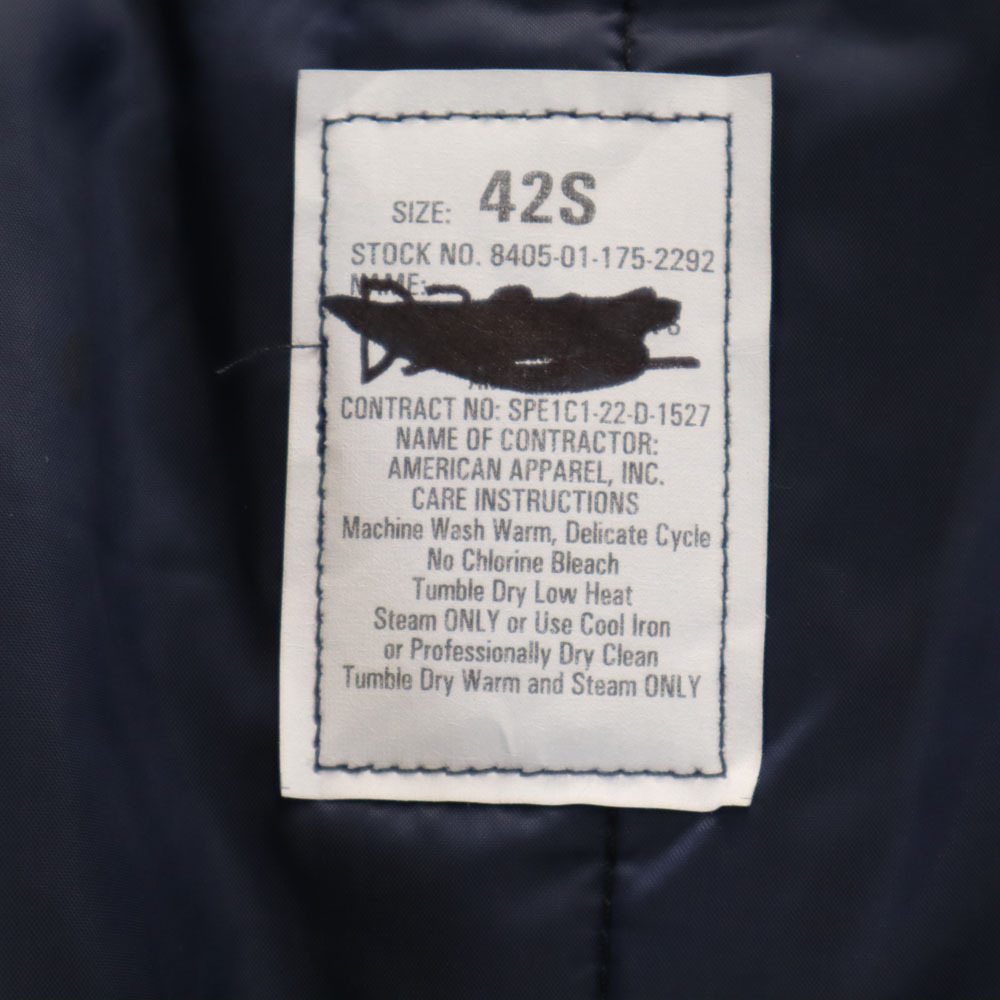 SIZE: 42S
STOCK NO. 8405-01-175-2292
NAME:
CONTRACT NO: SPE1C1-22-D-1527
NAME OF CONTRACTOR:
AMERICAN APPAREL, INC.
CARE INSTRUCTIONS
Machine Wash Warm, Delicate Cycle
No Chlorine Bleach
Tumble Dry Low Heat
Steam ONLY or Use Cool Iron
or Professionally Dry Clean
Tumble Dry Warm and Steam ONLY